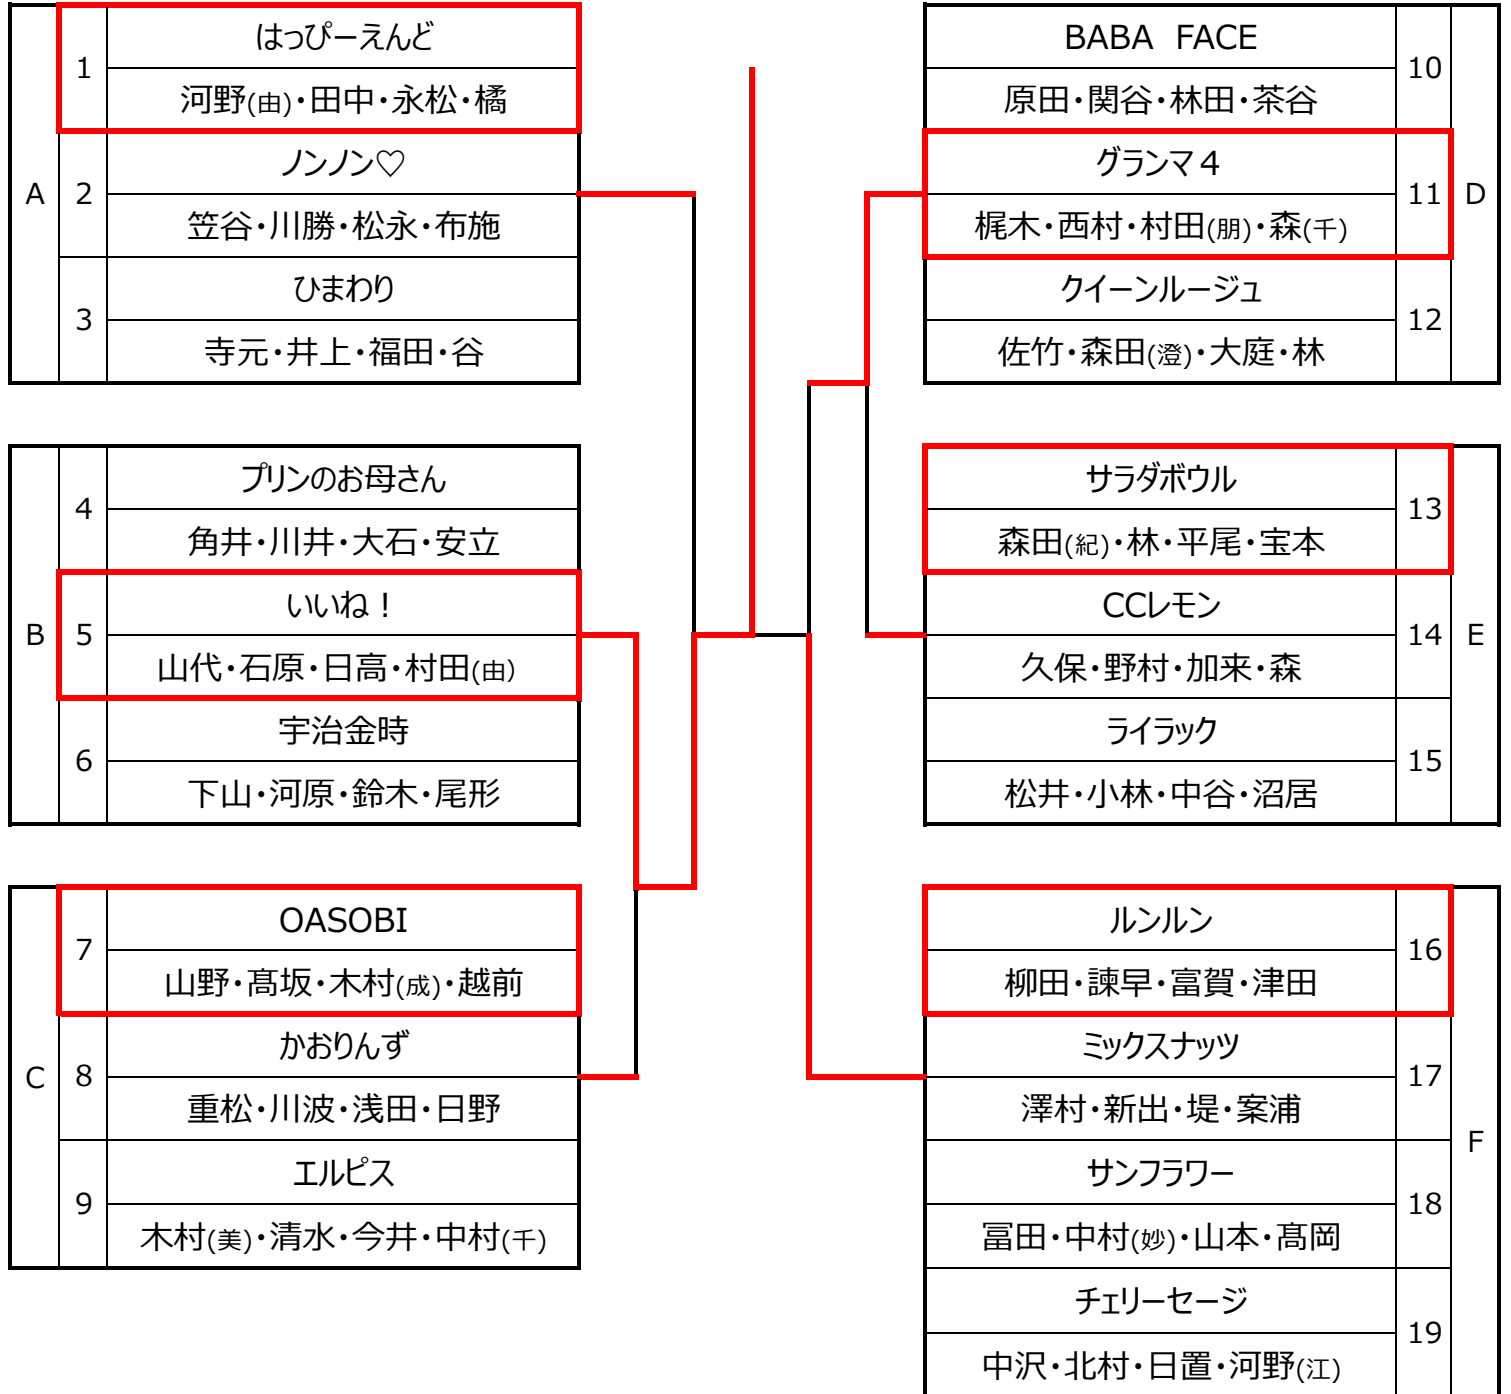 A
1
はっぴーえんど
河野(由)・田中・永松・橘
2
ノンノン♡
笠谷・川勝・松永・布施
3
ひまわり
寺元・井上・福田・谷
B
4
プリンのお母さん
角井・川井・大石・安立
5
いいね！
山代・石原・日高・村田(由)
6
宇治金時
下山・河原・鈴木・尾形
C
7
OASOBI
山野・髙坂・木村(成)・越前
8
かおりんず
重松・川波・浅田・日野
9
エルピス
木村(美)・清水・今井・中村(千)
BABA FACE
原田・関谷・林田・茶谷
10
グランマ４
梶木・西村・村田(朋)・森(千)
11
D
クイーンルージュ
佐竹・森田(澄)・大庭・林
12
サラダボウル
森田(紀)・林・平尾・宝本
13
CCレモン
久保・野村・加来・森
14
E
ライラック
松井・小林・中谷・沼居
15
ルンルン
柳田・諫早・富賀・津田
16
ミックスナッツ
澤村・新出・堤・案浦
17
F
サンフラワー
冨田・中村(妙)・山本・髙岡
18
チェリーセージ
中沢・北村・日置・河野(江)
19